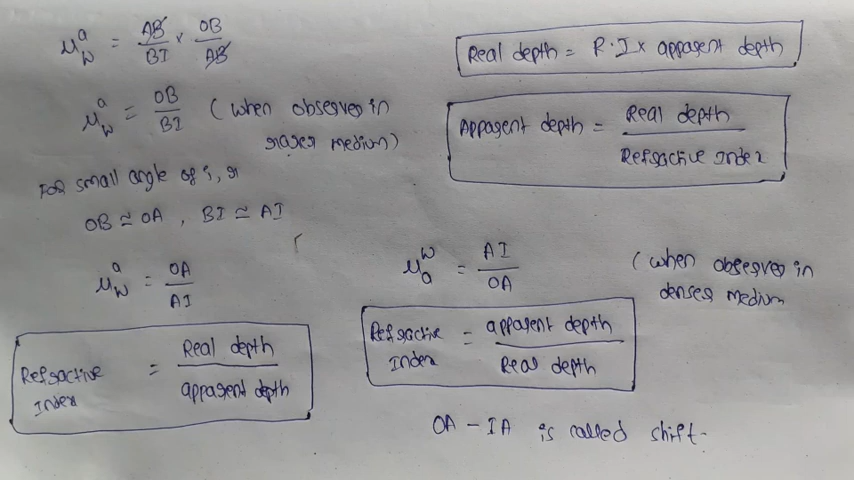 μ^a_w = AB/BI × OB/AB
μ^a_w = OB/BI (when observed in
rarer medium)
For small angle of i, r
OB ≃ OA , BI ≃ AI
μ^a_w = OA/AI
Refractive Index = Real depth/apparent depth
Real depth = R.I x apparent depth
Apparent depth = Real depth/Refractive Index
μ^w_a = AI/OA (when observed in
denser medium
Refractive Index = apparent depth/Real depth
OA - IA is called shift.